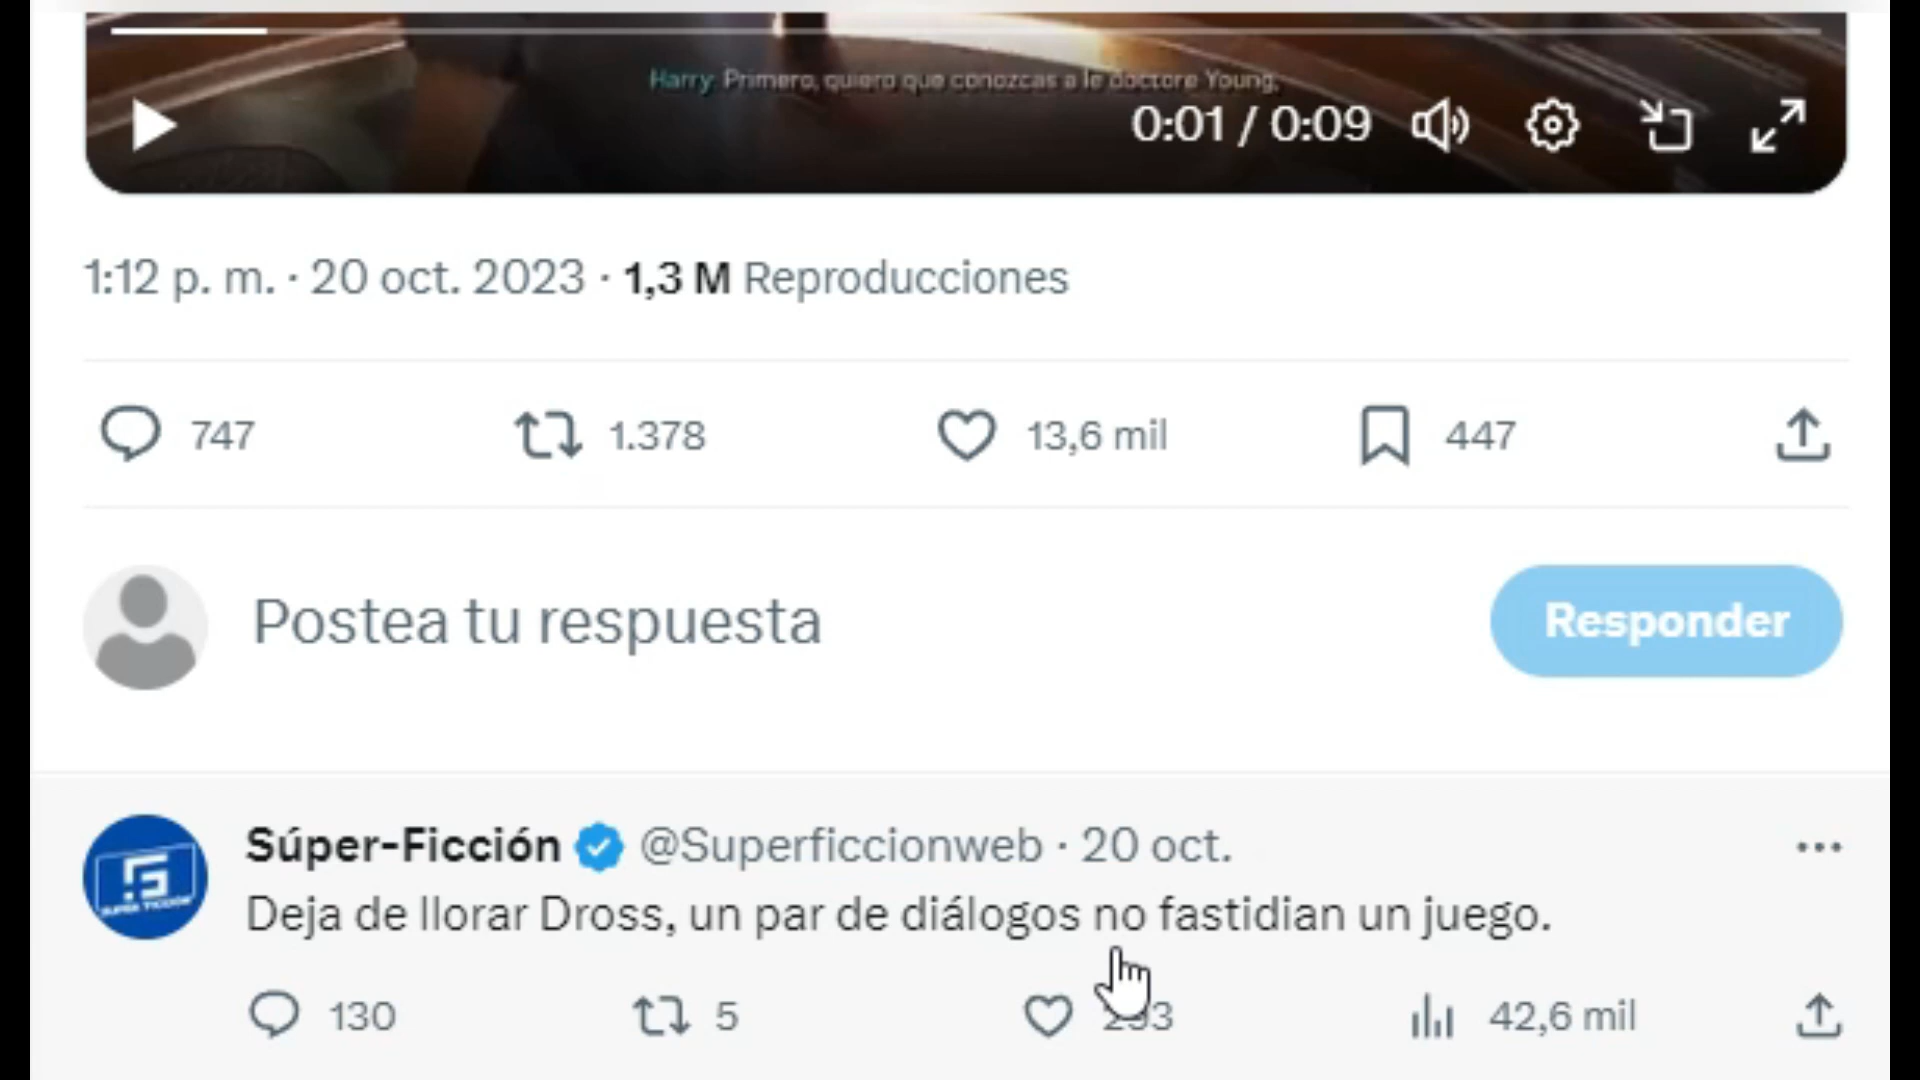 Harry: Primero, quiero que conozcas a le doctore Young,
0:01 / 0:09
1:12 p. m. · 20 oct. 2023 · 1,3 M Reproducciones
747 1.378 13,6 mil 447
Postea tu respuesta Responder
Súper-Ficción @Superficcionweb · 20 oct.
Deja de llorar Dross, un par de diálogos no fastidian un juego.
130 5 42,6 mil